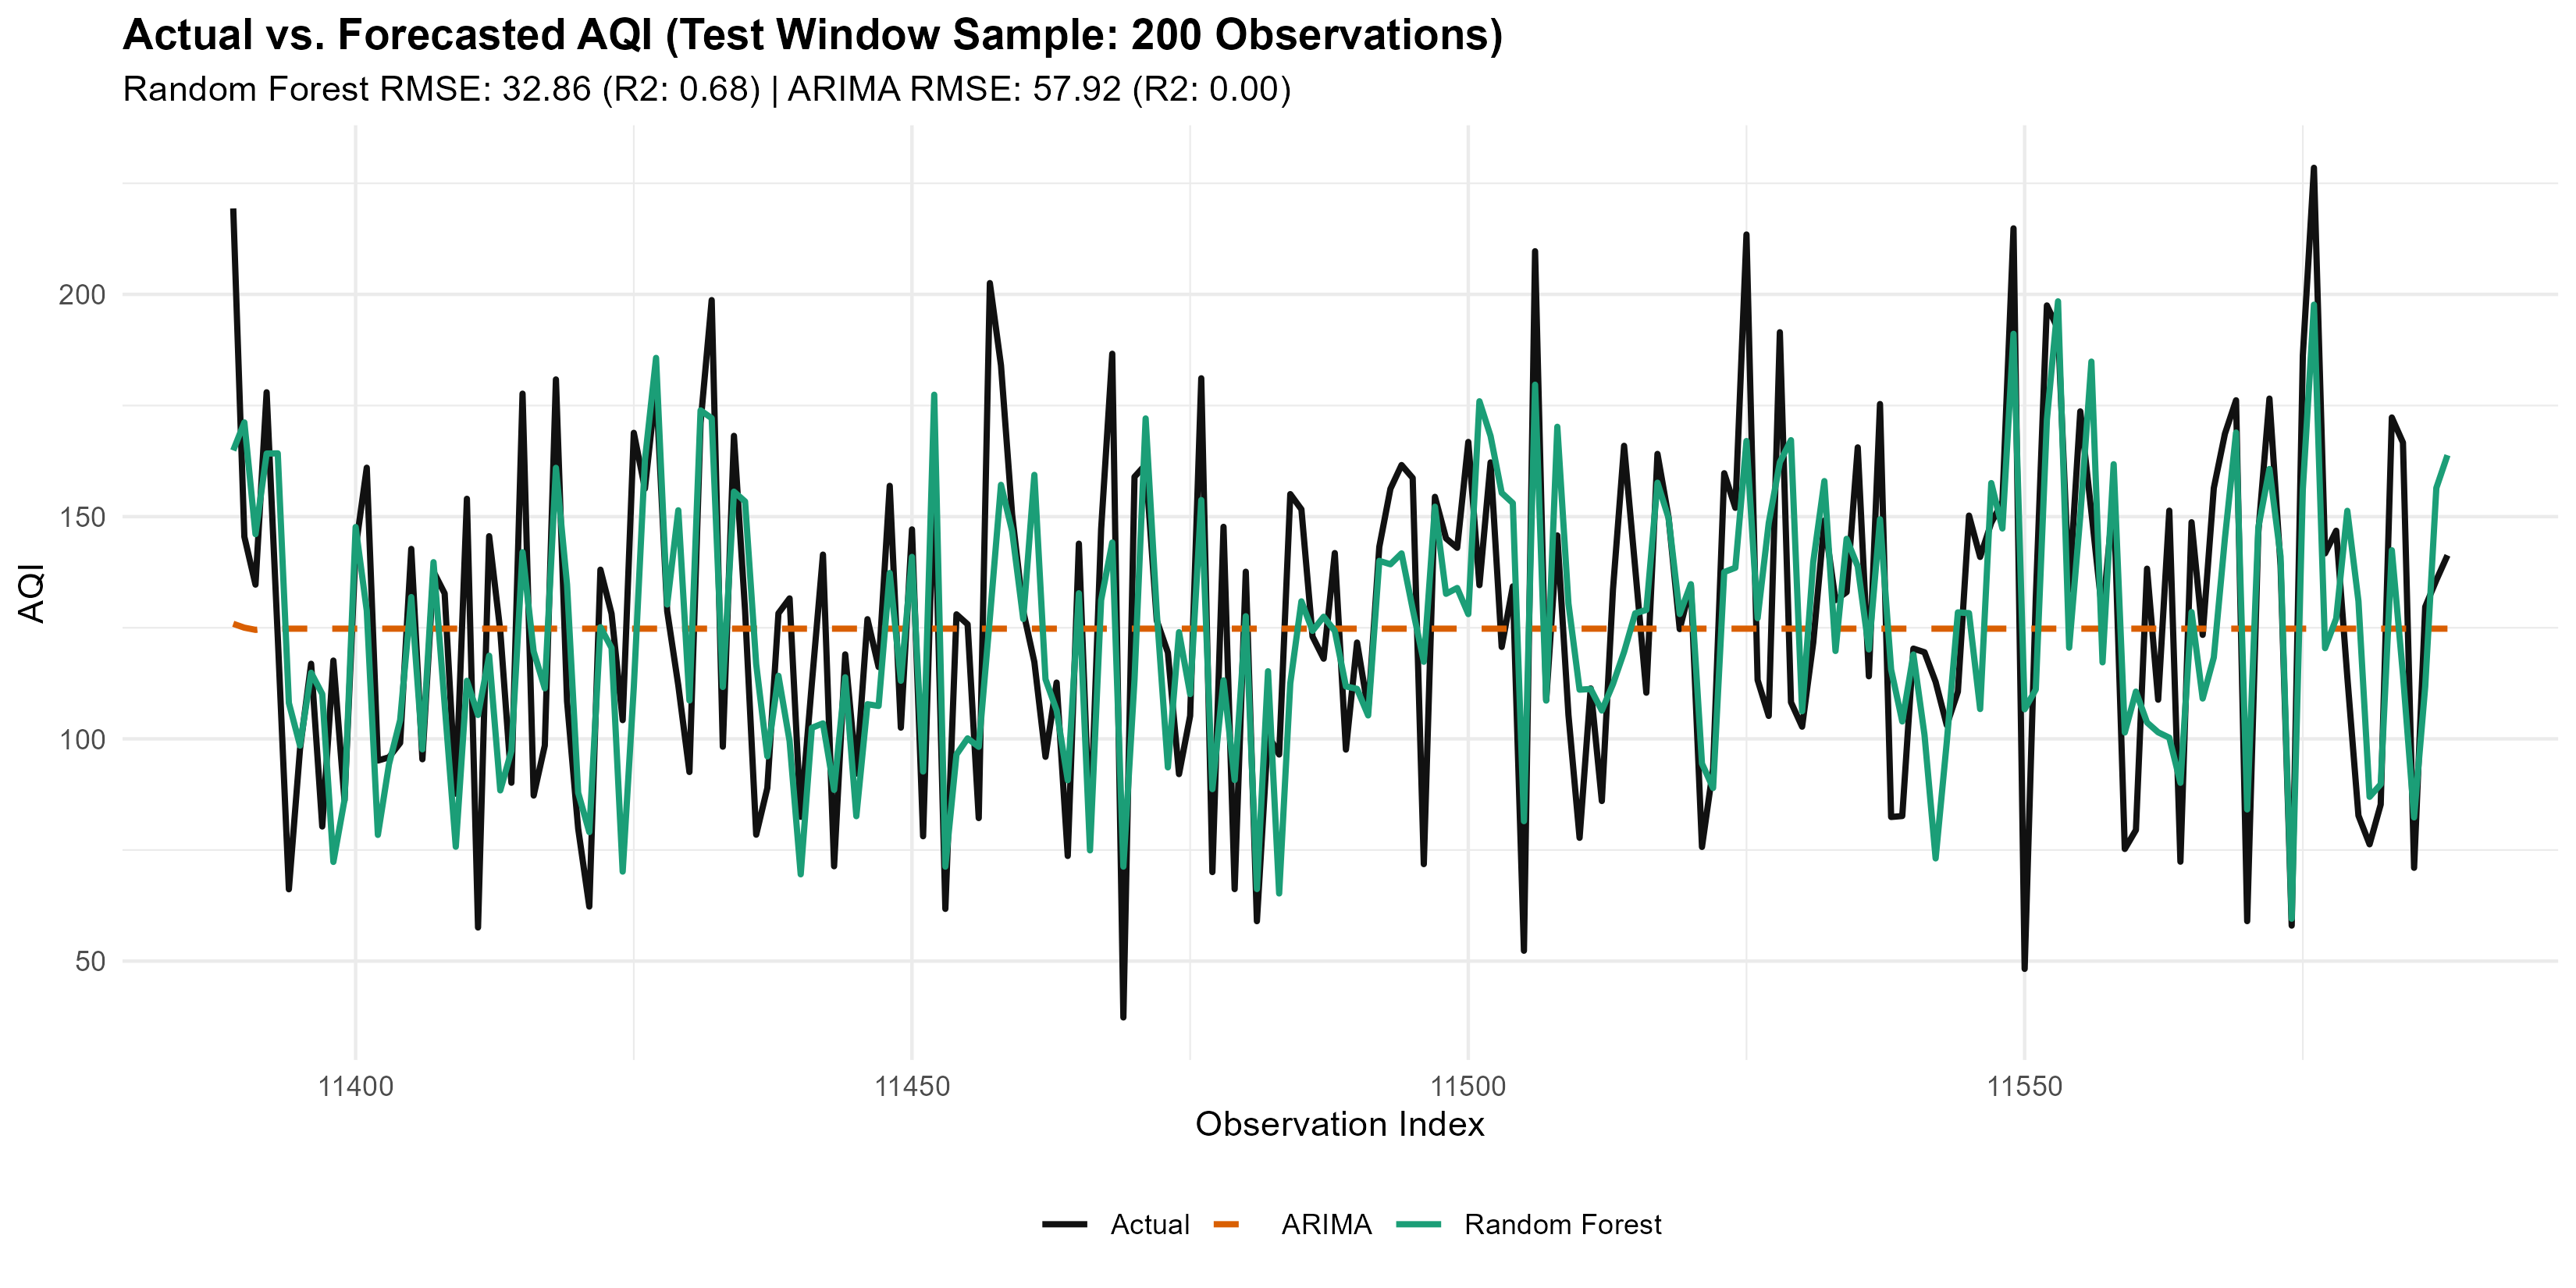 Actual vs. Forecasted AQI (Test Window Sample: 200 Observations)
Random Forest RMSE: 32.86 (R2: 0.68) | ARIMA RMSE: 57.92 (R2: 0.00)
AQI
200
150
100
50
11400 11450 11500 11550
Observation Index
Actual ARIMA Random Forest